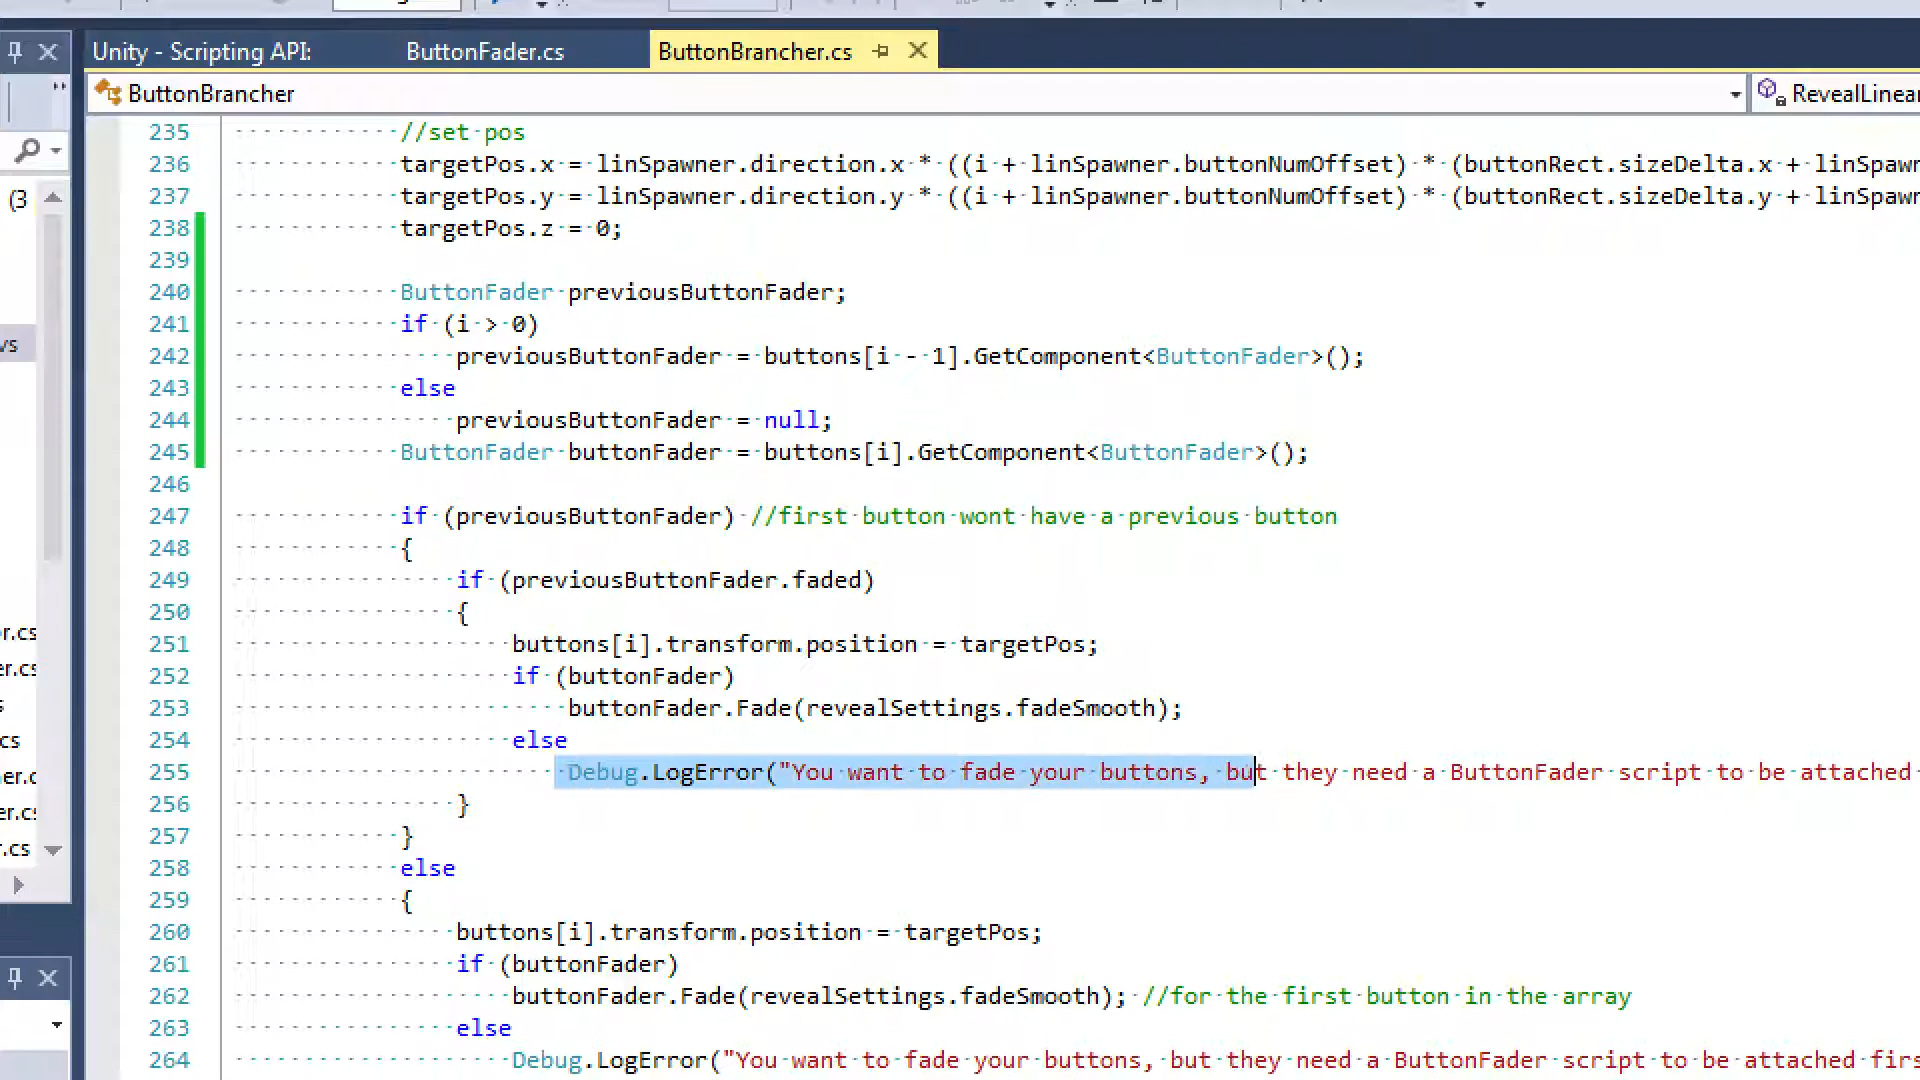 Unity - Scripting API: ButtonFader.cs ButtonBrancher.cs
ButtonBrancher RevealLinear
235 //set pos
236 targetPos.x = linSpawner.direction.x * ((i + linSpawner.buttonNumOffset) * (buttonRect.sizeDelta.x + linSpawn
237 targetPos.y = linSpawner.direction.y * ((i + linSpawner.buttonNumOffset) * (buttonRect.sizeDelta.y + linSpawn
(3
238 targetPos.z = 0;
239
240 ButtonFader previousButtonFader;
241 if (i > 0)
242 previousButtonFader = buttons[i - 1].GetComponent<ButtonFader>();
243 else
244 previousButtonFader = null;
245 ButtonFader buttonFader = buttons[i].GetComponent<ButtonFader>();
246
247 if (previousButtonFader) //first button wont have a previous button
248 {
249 if (previousButtonFader.faded)
250 {
251 buttons[i].transform.position = targetPos;
252 if (buttonFader)
253 buttonFader.Fade(revealSettings.fadeSmooth);
254 else
255 Debug.LogError("You want to fade your buttons, but they need a ButtonFader script to be attached
256 }
257 }
258 else
259 {
260 buttons[i].transform.position = targetPos;
261 if (buttonFader)
262 buttonFader.Fade(revealSettings.fadeSmooth); //for the first button in the array
263 else
264 Debug.LogError("You want to fade your buttons, but they need a ButtonFader script to be attached firs